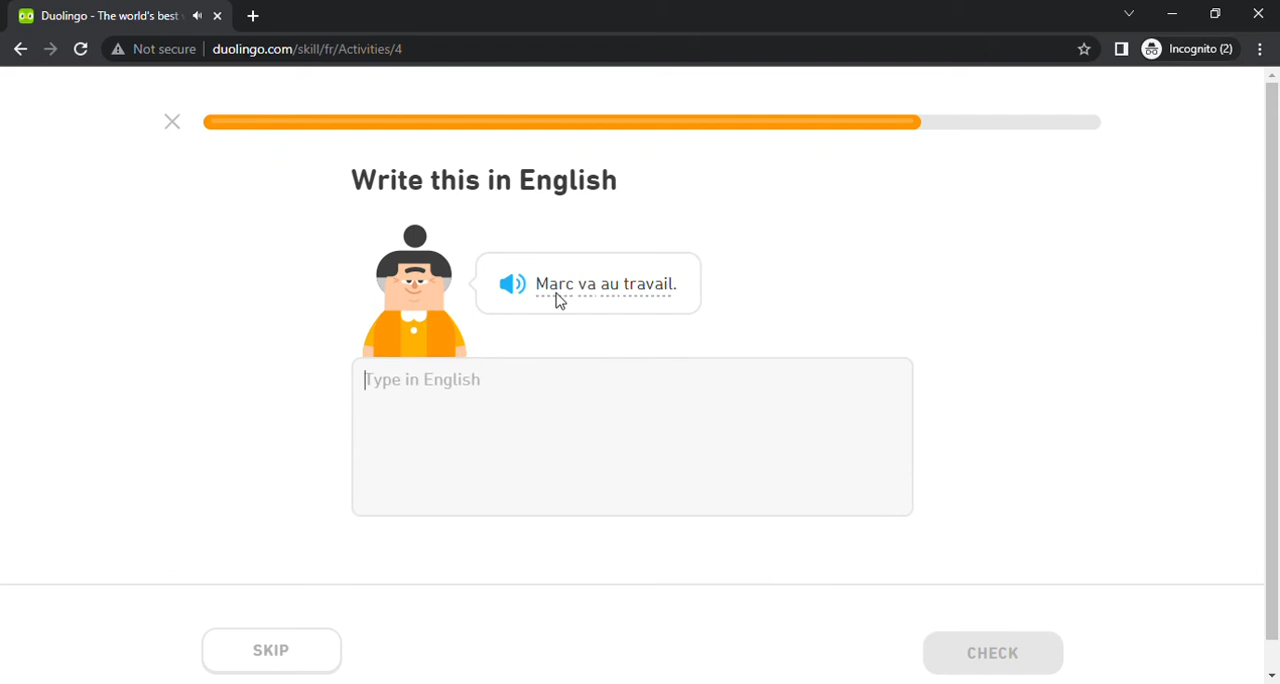 Duolingo - The world's best
Not secure duolingo.com/skill/fr/Activities/4 Incognito (2)
Write this in English
Marc va au travail.
Type in English
SKIP CHECK